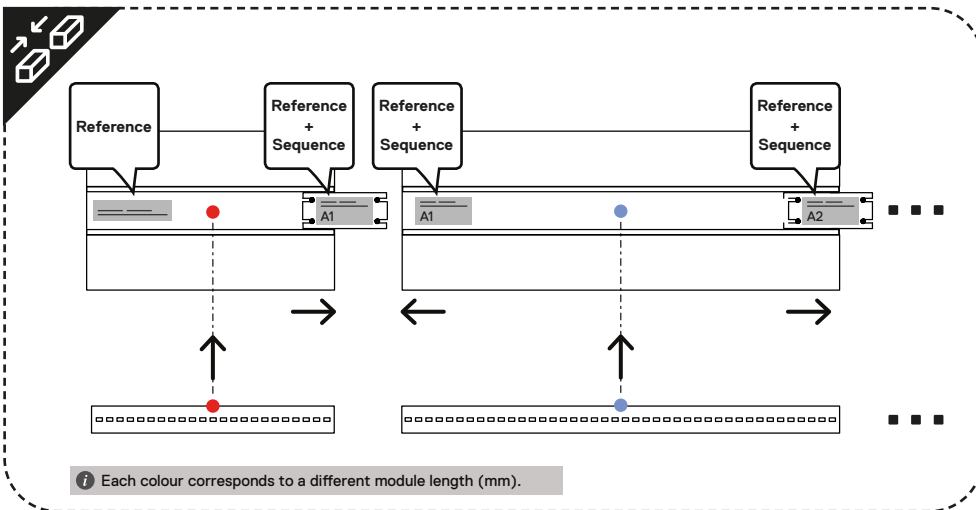 Reference
Reference
+
Sequence
Reference
+
Sequence
Reference
+
Sequence
A1
A1
A2
i Each colour corresponds to a different module length (mm).